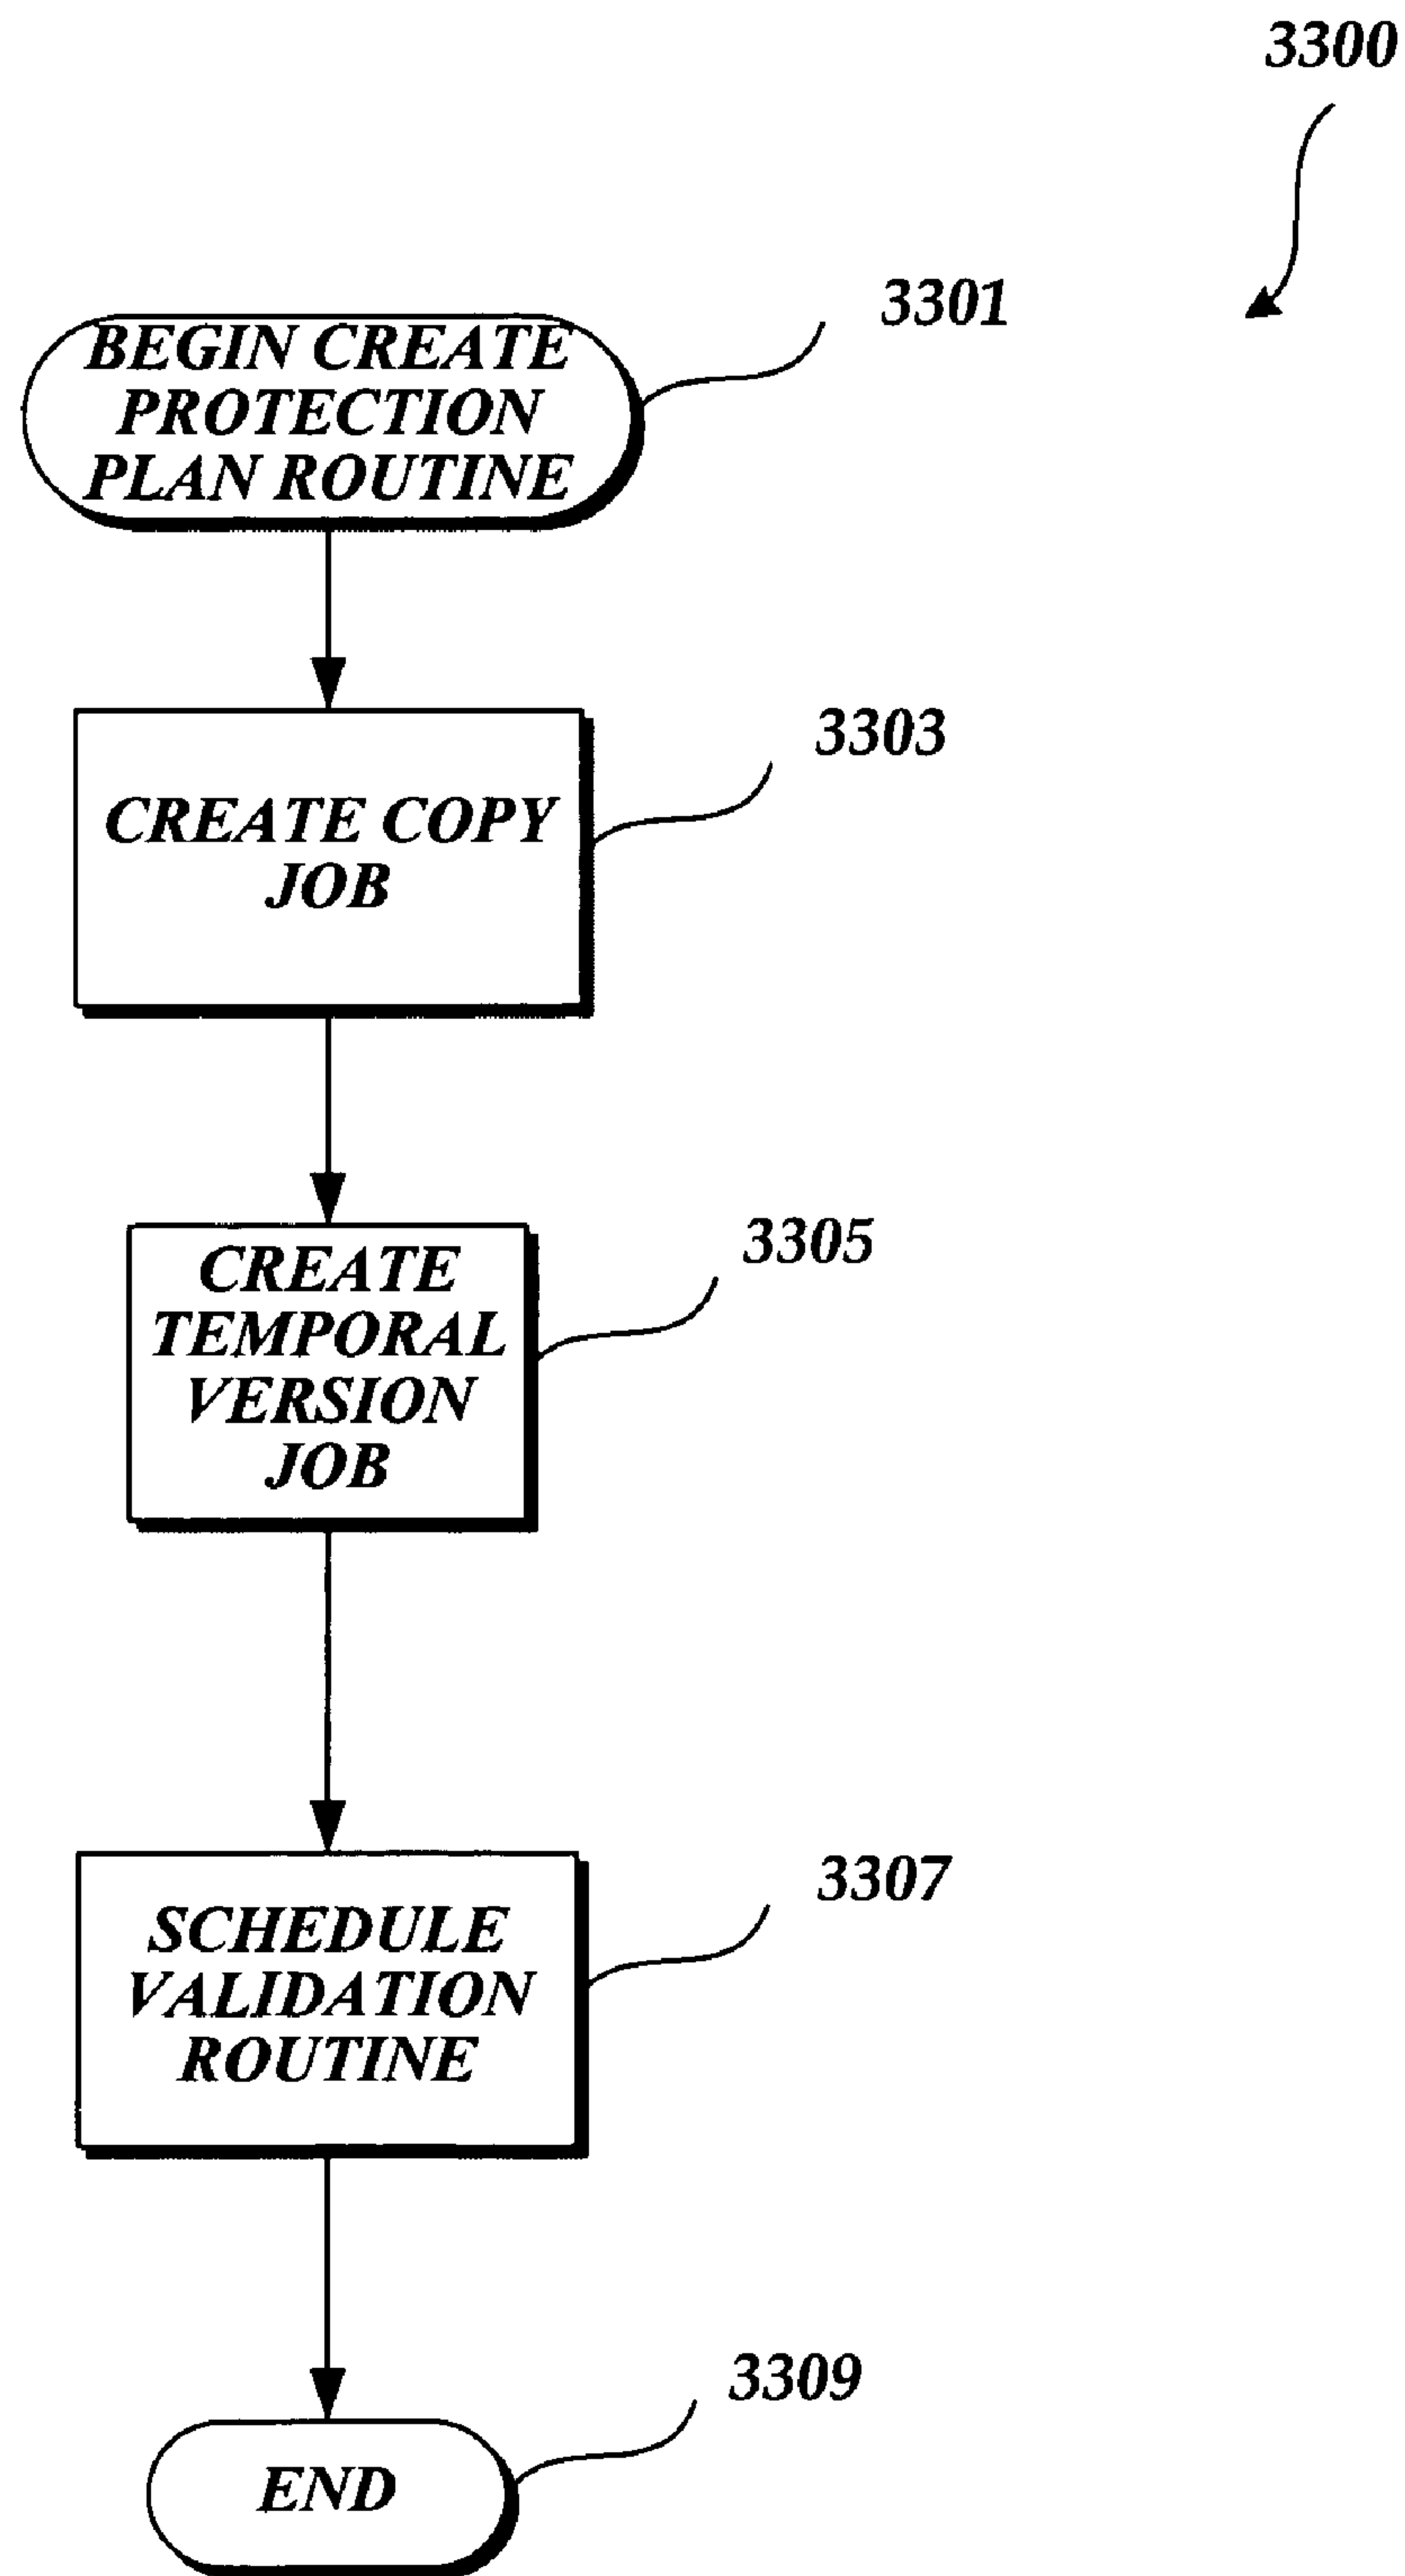 3300
3301
BEGIN CREATE
PROTECTION
PLAN ROUTINE
3303
CREATE COPY
JOB
3305
CREATE
TEMPORAL
VERSION
JOB
3307
SCHEDULE
VALIDATION
ROUTINE
3309
END